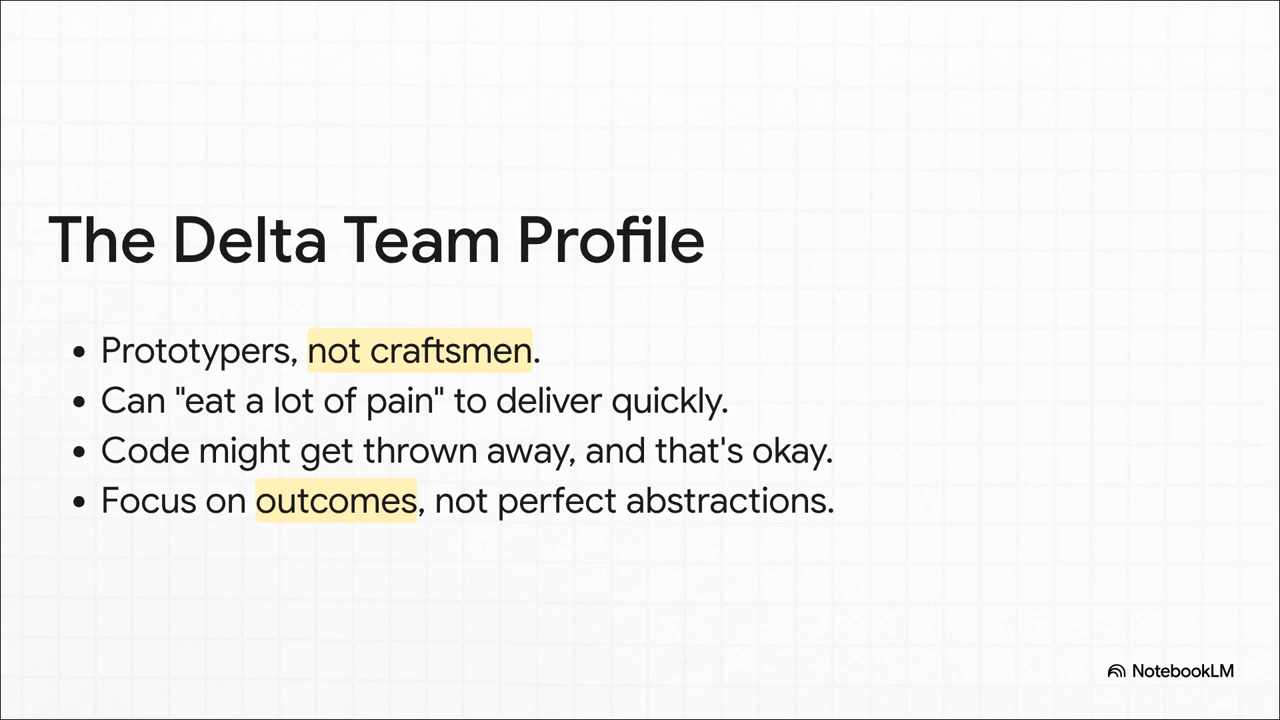 The Delta Team Profile
• Prototypers, not craftsmen.
• Can "eat a lot of pain" to deliver quickly.
• Code might get thrown away, and that's okay.
• Focus on outcomes, not perfect abstractions.
NotebookLM